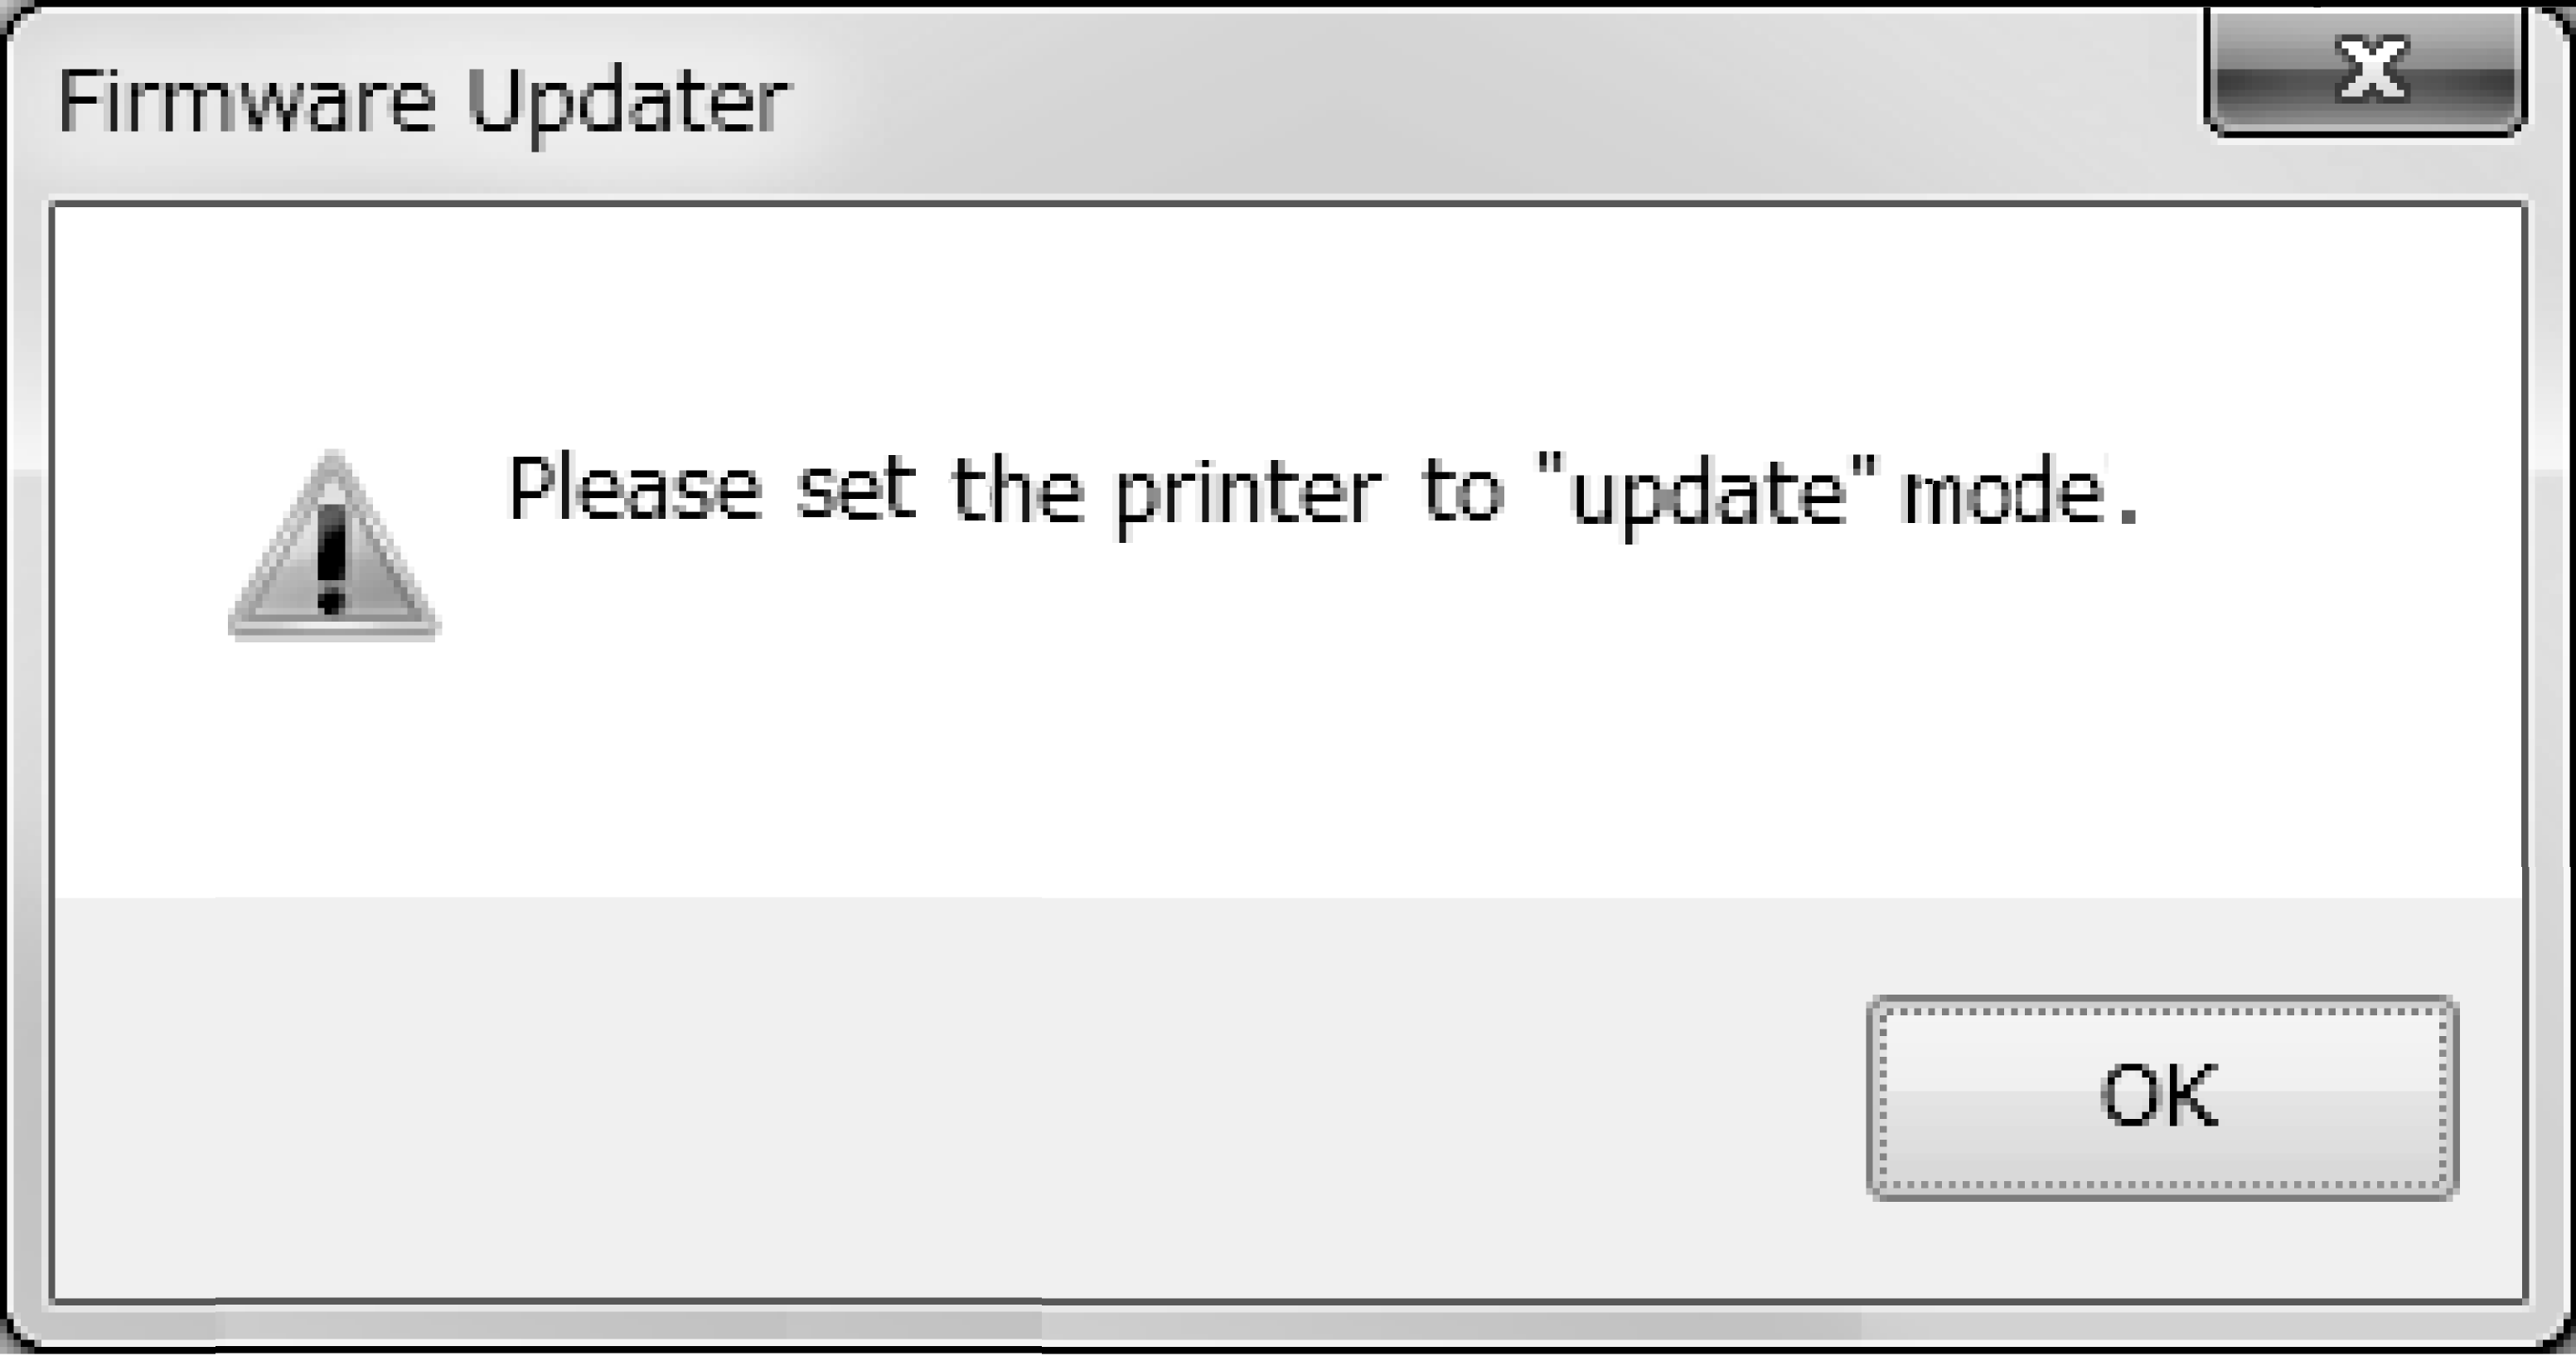 Firmware Updater
Please set the printer to "update" mode.
OK